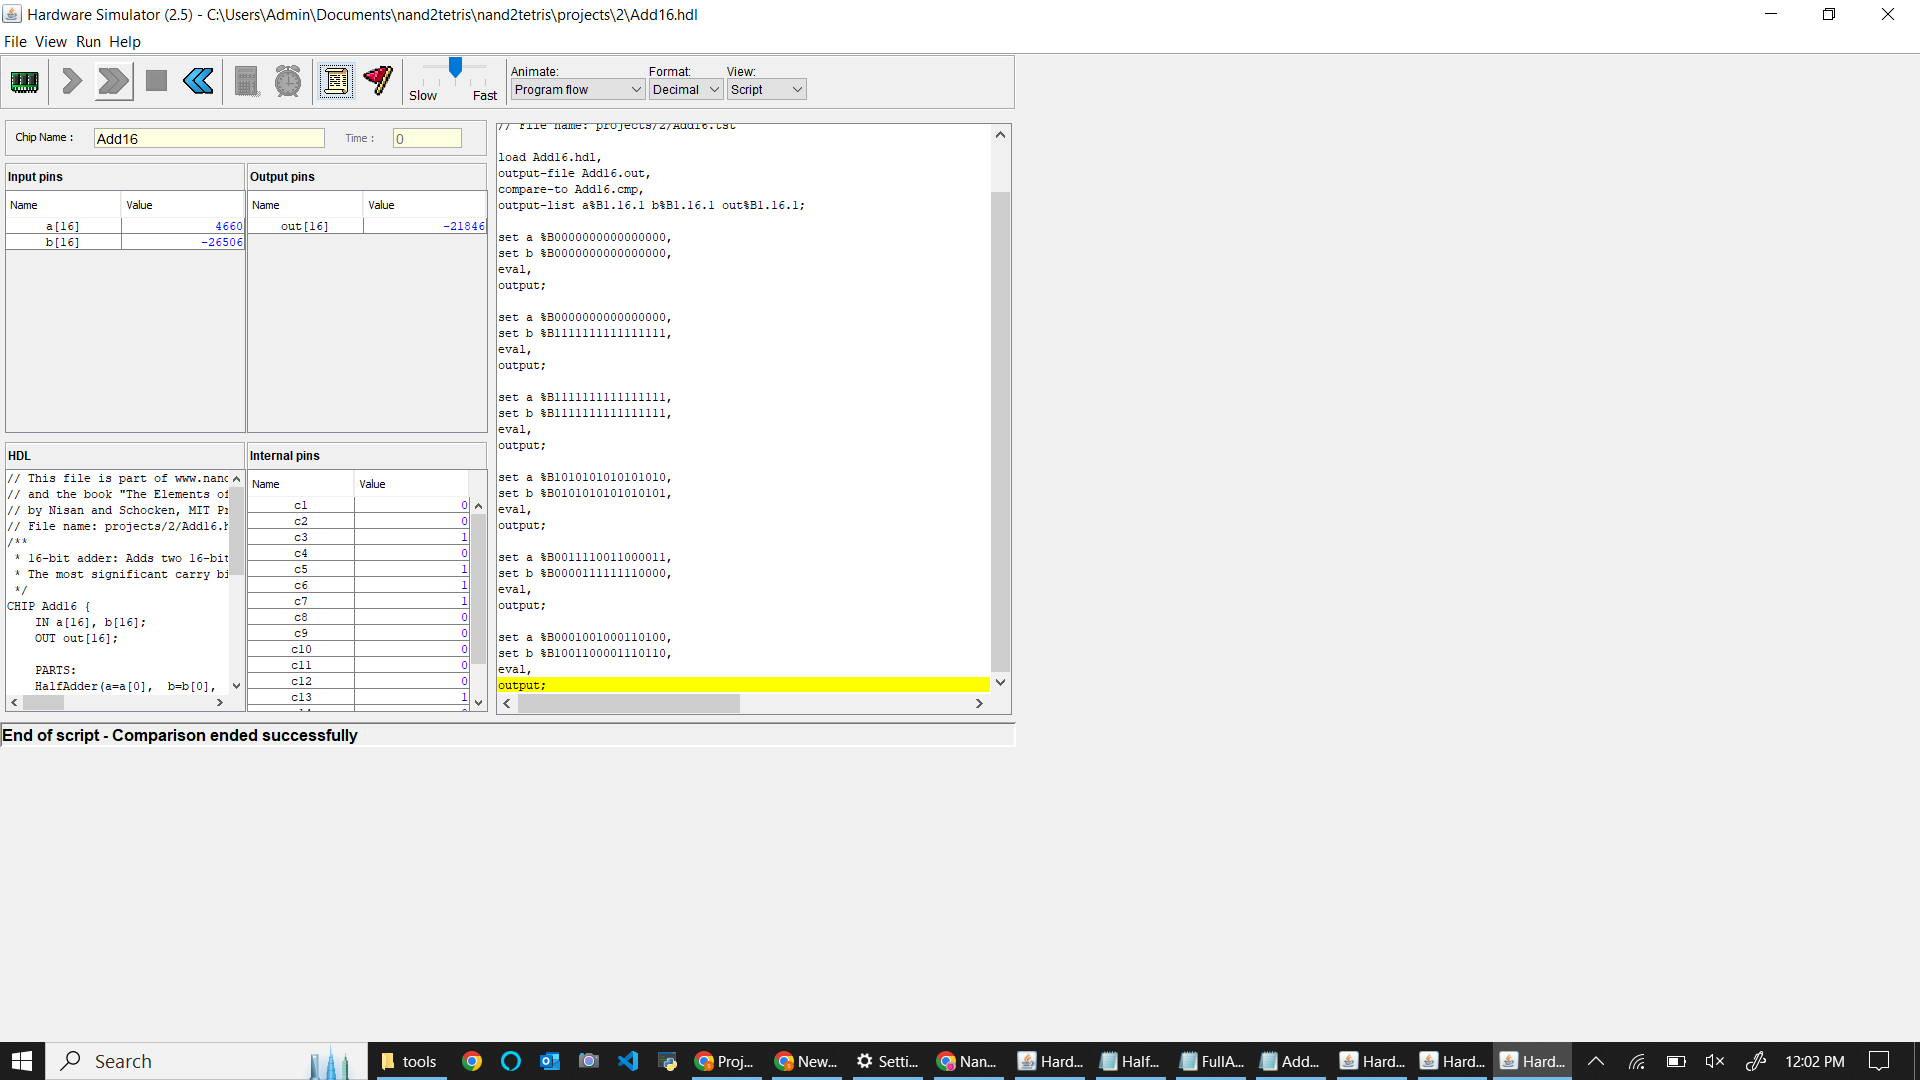 Hardware Simulator (2.5) - C:\Users\Admin\Documents\nand2tetris\nand2tetris\projects\2\Add16.hdl
File View Run Help
Slow Fast
Animate: Format: View:
Program flow Decimal Script
Chip Name : Add16 Time : 0
Input pins
Name Value
a[16] 4660
b[16] -26506
Output pins
Name Value
out[16] -21846
HDL
// This file is part of www.nand
// and the book "The Elements of
// by Nisan and Schocken, MIT Pr
// File name: projects/2/Add16.h
/**
* 16-bit adder: Adds two 16-bit
* The most significant carry bi
*/
CHIP Add16 {
IN a[16], b[16];
OUT out[16];
PARTS:
HalfAdder(a=a[0], b=b[0],
Internal pins
Name Value
c1 0
c2 0
c3 1
c4 0
c5 1
c6 1
c7 1
c8 0
c9 0
c10 0
c11 0
c12 0
c13 1
// File name: projects/2/Add16.tst
load Add16.hdl,
output-file Add16.out,
compare-to Add16.cmp,
output-list a%B1.16.1 b%B1.16.1 out%B1.16.1;
set a %B0000000000000000,
set b %B0000000000000000,
eval,
output;
set a %B0000000000000000,
set b %B1111111111111111,
eval,
output;
set a %B1111111111111111,
set b %B1111111111111111,
eval,
output;
set a %B1010101010101010,
set b %B0101010101010101,
eval,
output;
set a %B0011110011000011,
set b %B0000111111110000,
eval,
output;
set a %B0001001000110100,
set b %B1001100001110110,
eval,
output;
End of script - Comparison ended successfully
Search tools Proj... New... Setti... Nan... Hard... Half... FullA... Add... Hard... Hard... Hard... 12:02 PM